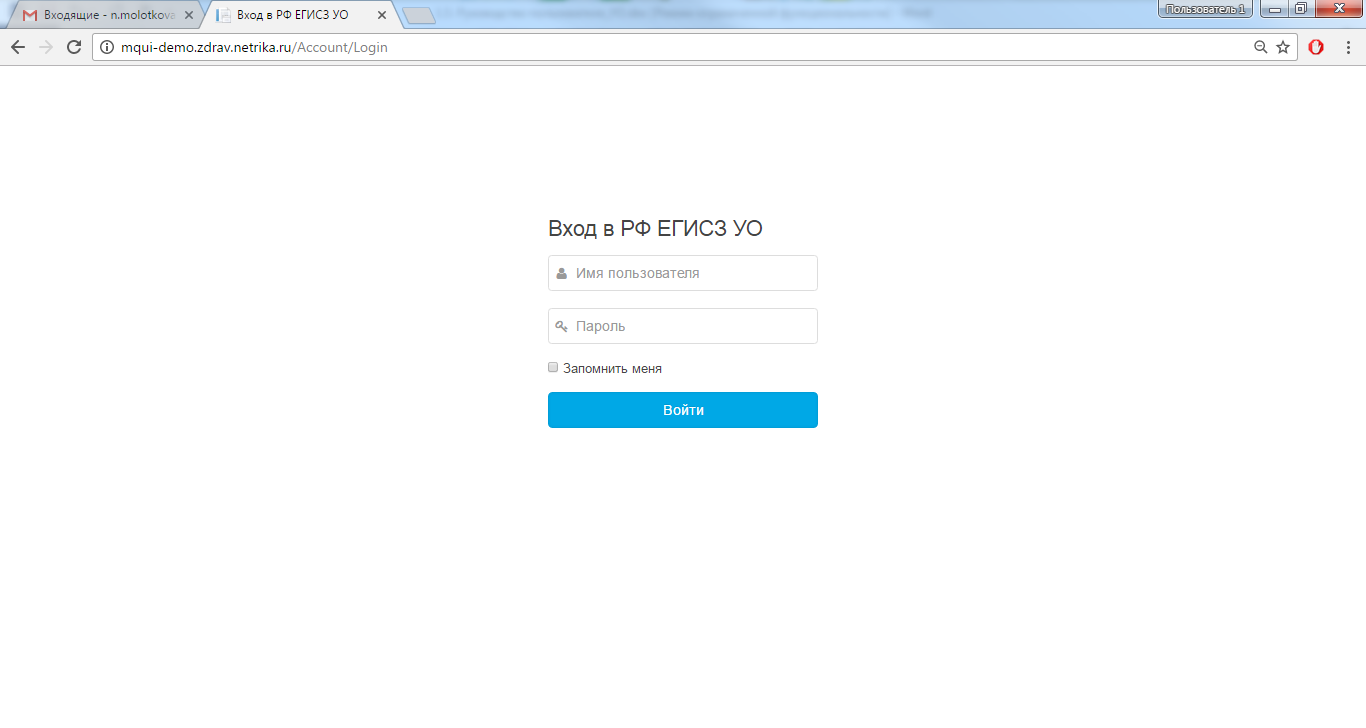 Входящие - n.molotkova
Вход в РФ ЕГИСЗ УО
Пользователь 1
mqui-demo.zdrav.netrika.ru/Account/Login
Вход в РФ ЕГИСЗ УО
Имя пользователя
Пароль
Запомнить меня
Войти